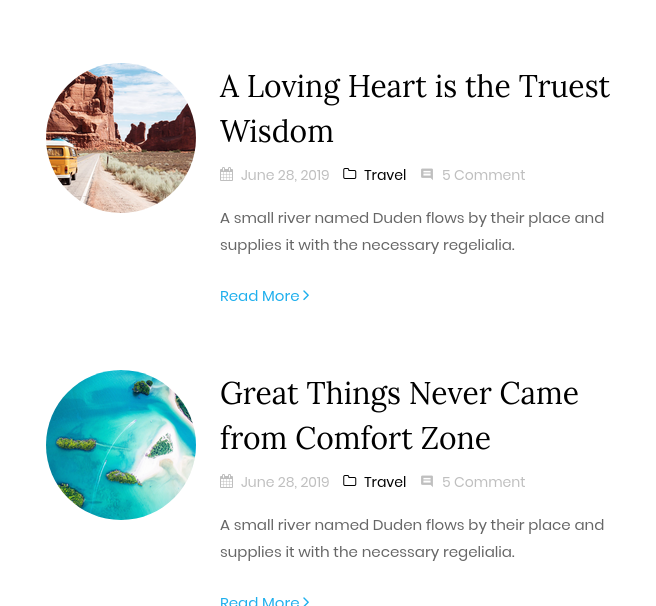 A Loving Heart is the Truest
Wisdom
June 28, 2019 Travel 5 Comment
A small river named Duden flows by their place and
supplies it with the necessary regelialia.
Read More
Great Things Never Came
from Comfort Zone
June 28, 2019 Travel 5 Comment
A small river named Duden flows by their place and
supplies it with the necessary regelialia.
Read More